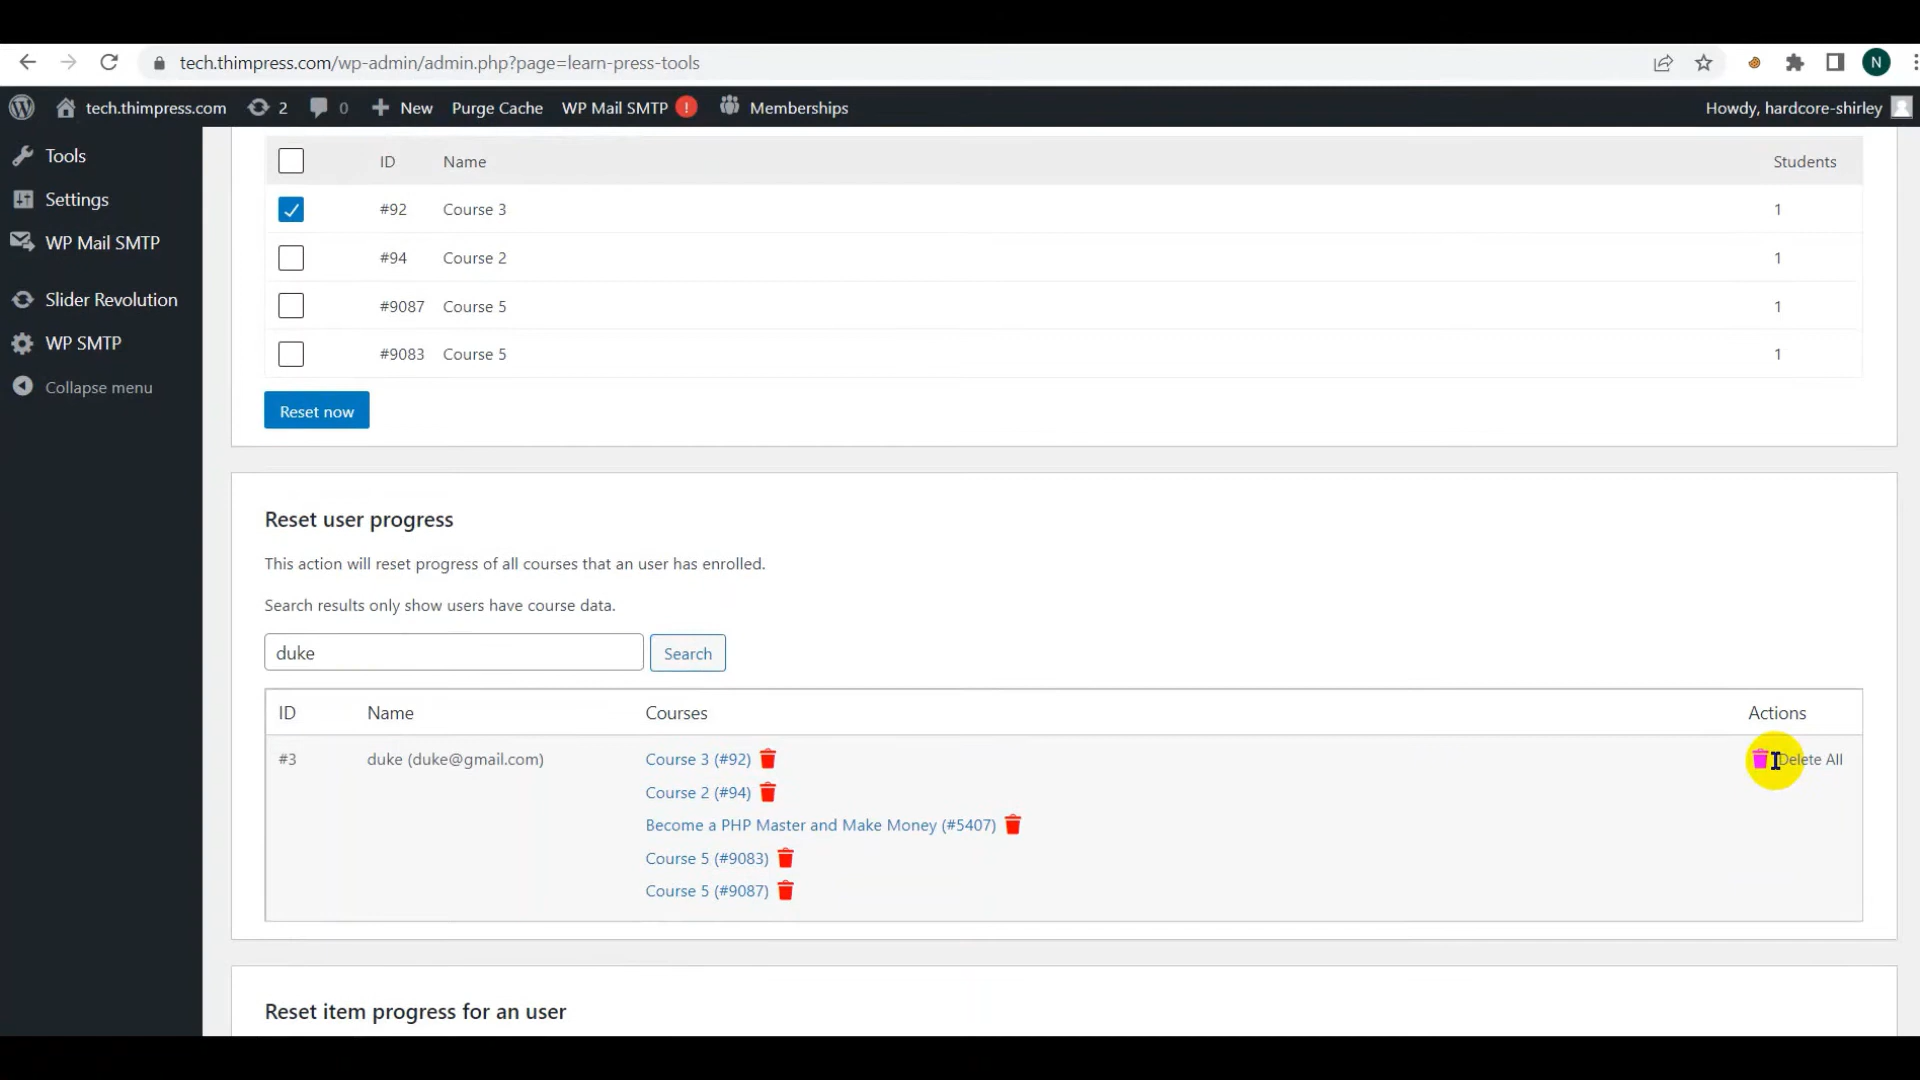 tech.thimpress.com/wp-admin/admin.php?page=learn-press-tools
N
tech.thimpress.com 2 0 New Purge Cache WP Mail SMTP ! Memberships Howdy, hardcore-shirley
Tools
Settings
WP Mail SMTP
Slider Revolution
WP SMTP
Collapse menu
ID Name Students
#92 Course 3 1
#94 Course 2 1
#9087 Course 5 1
#9083 Course 5 1
Reset now
Reset user progress
This action will reset progress of all courses that an user has enrolled.
Search results only show users have course data.
duke Search
ID Name Courses Actions
#3 duke (duke@gmail.com) Course 3 (#92) Delete All
Course 2 (#94)
Become a PHP Master and Make Money (#5407)
Course 5 (#9083)
Course 5 (#9087)
Reset item progress for an user